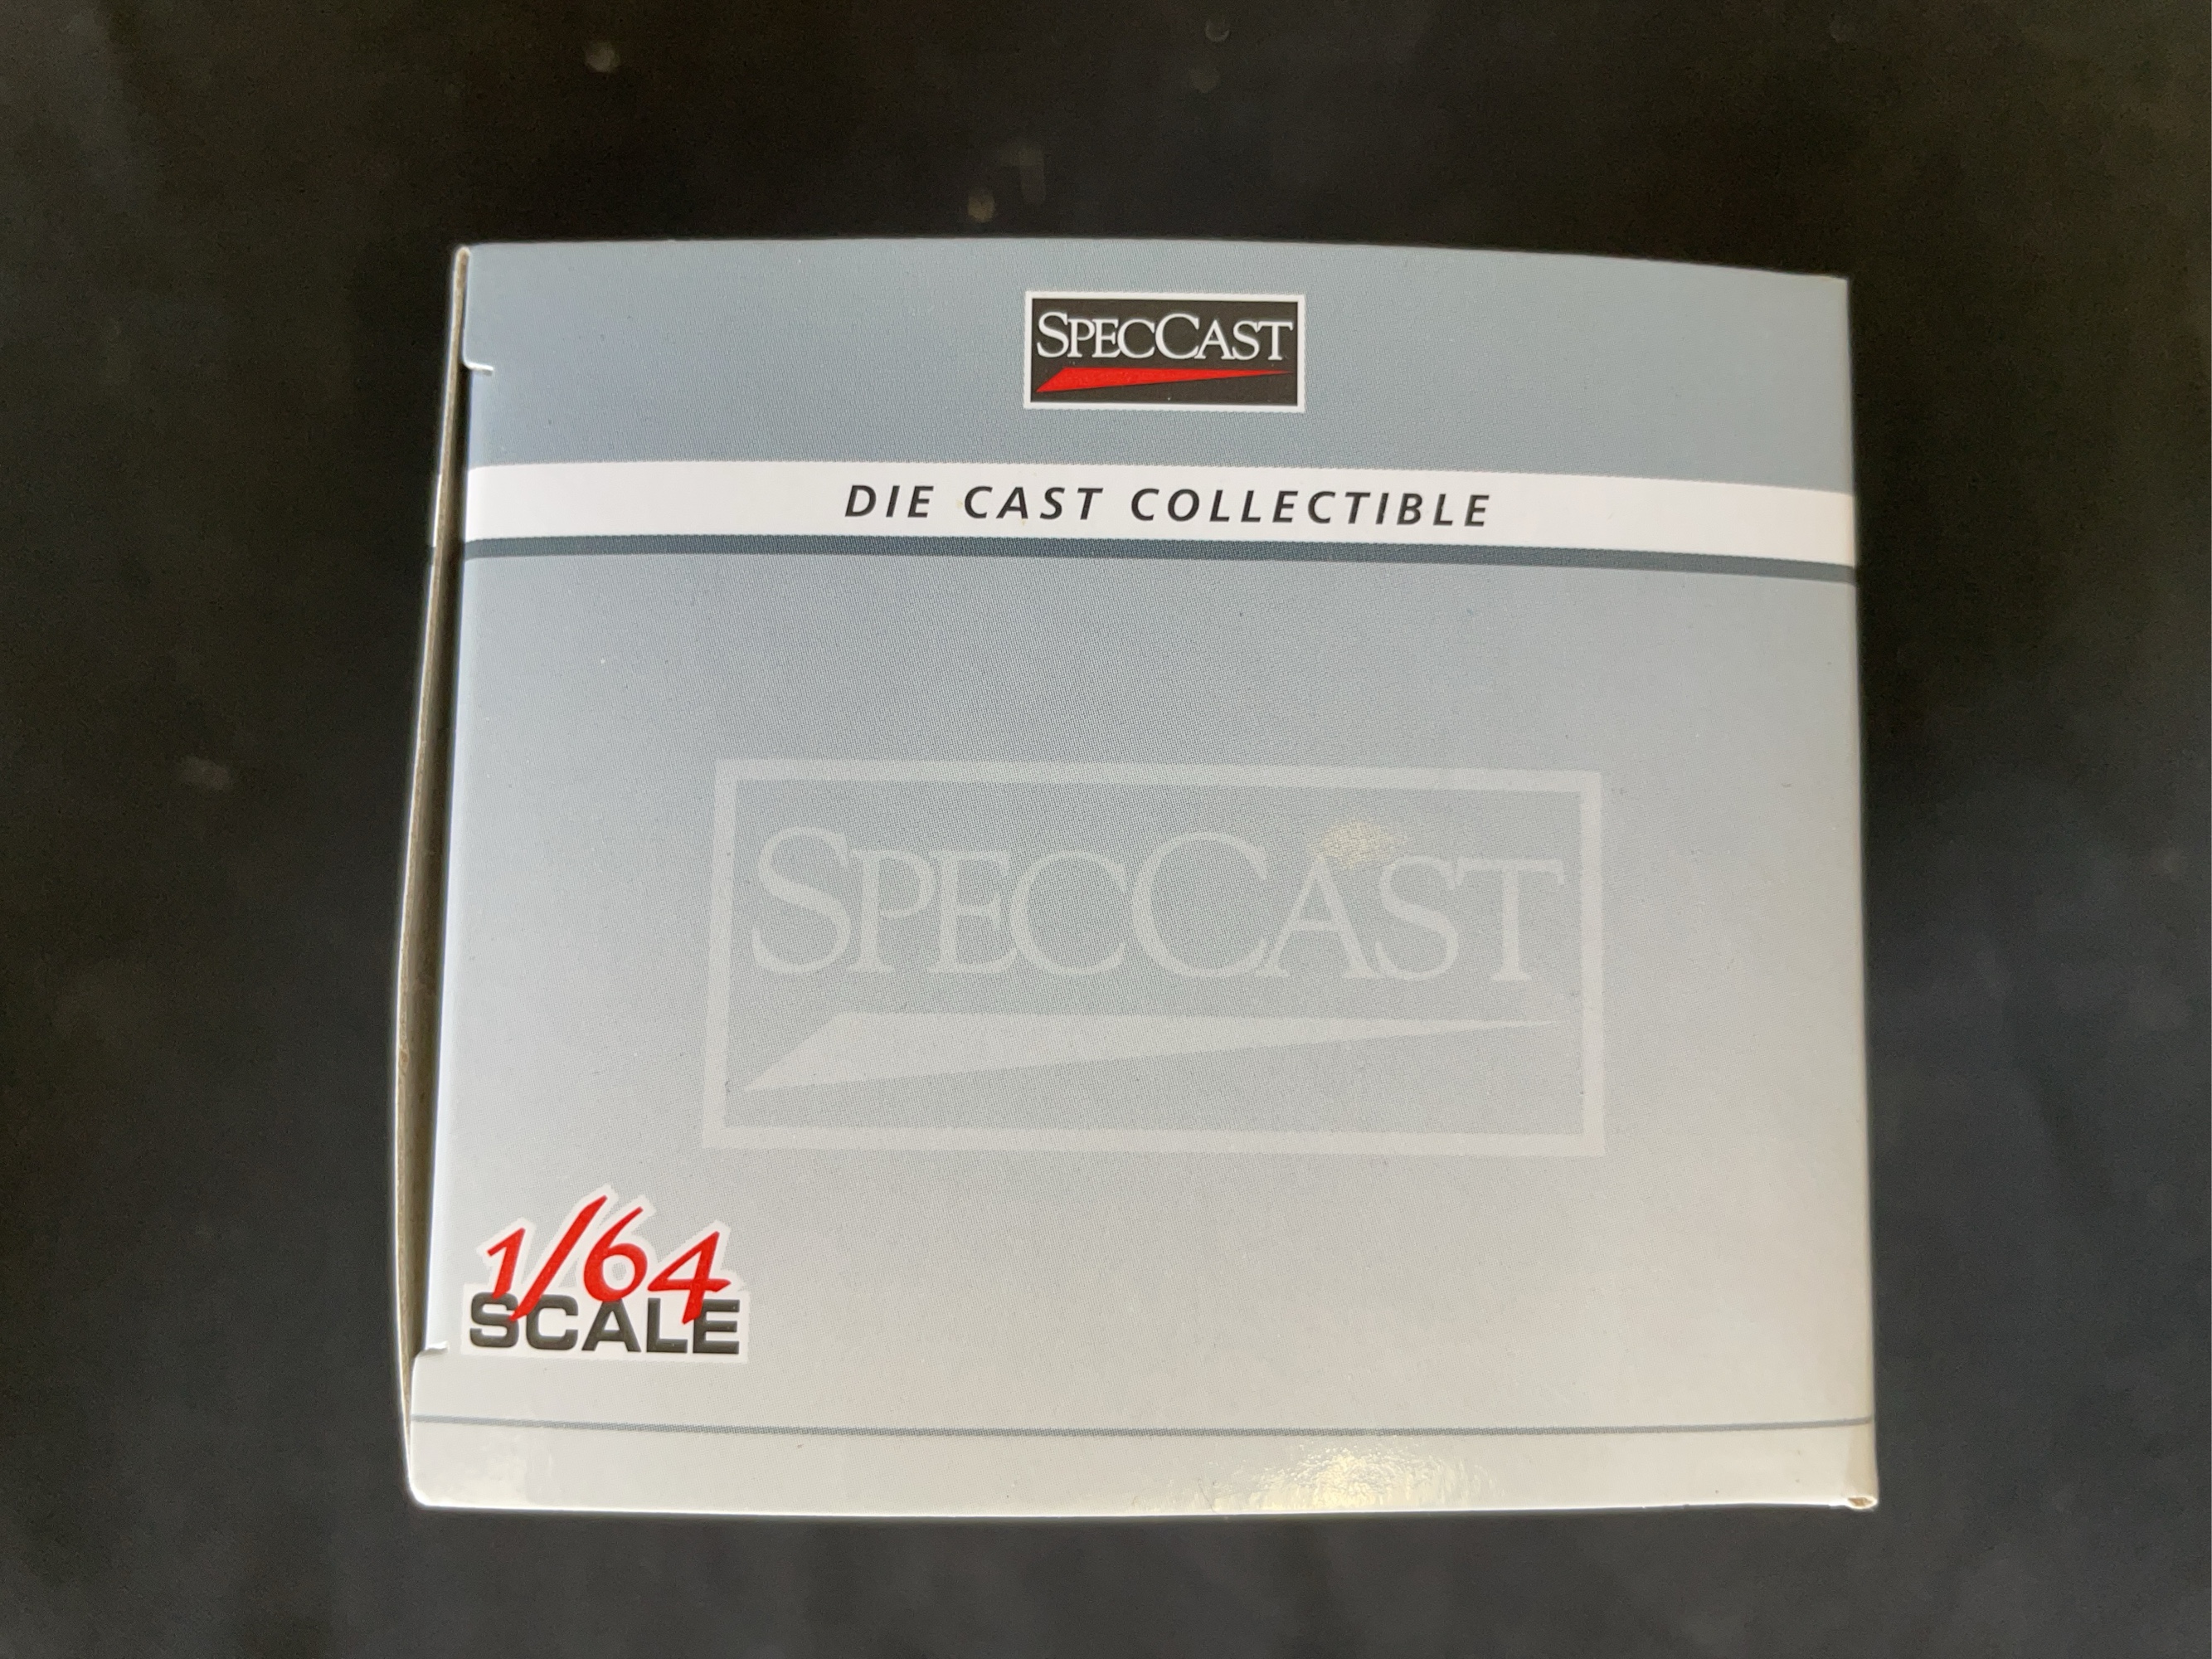 SPECCAST
DIE CAST COLLECTIBLE
SPECCAST
1/64
SCALE